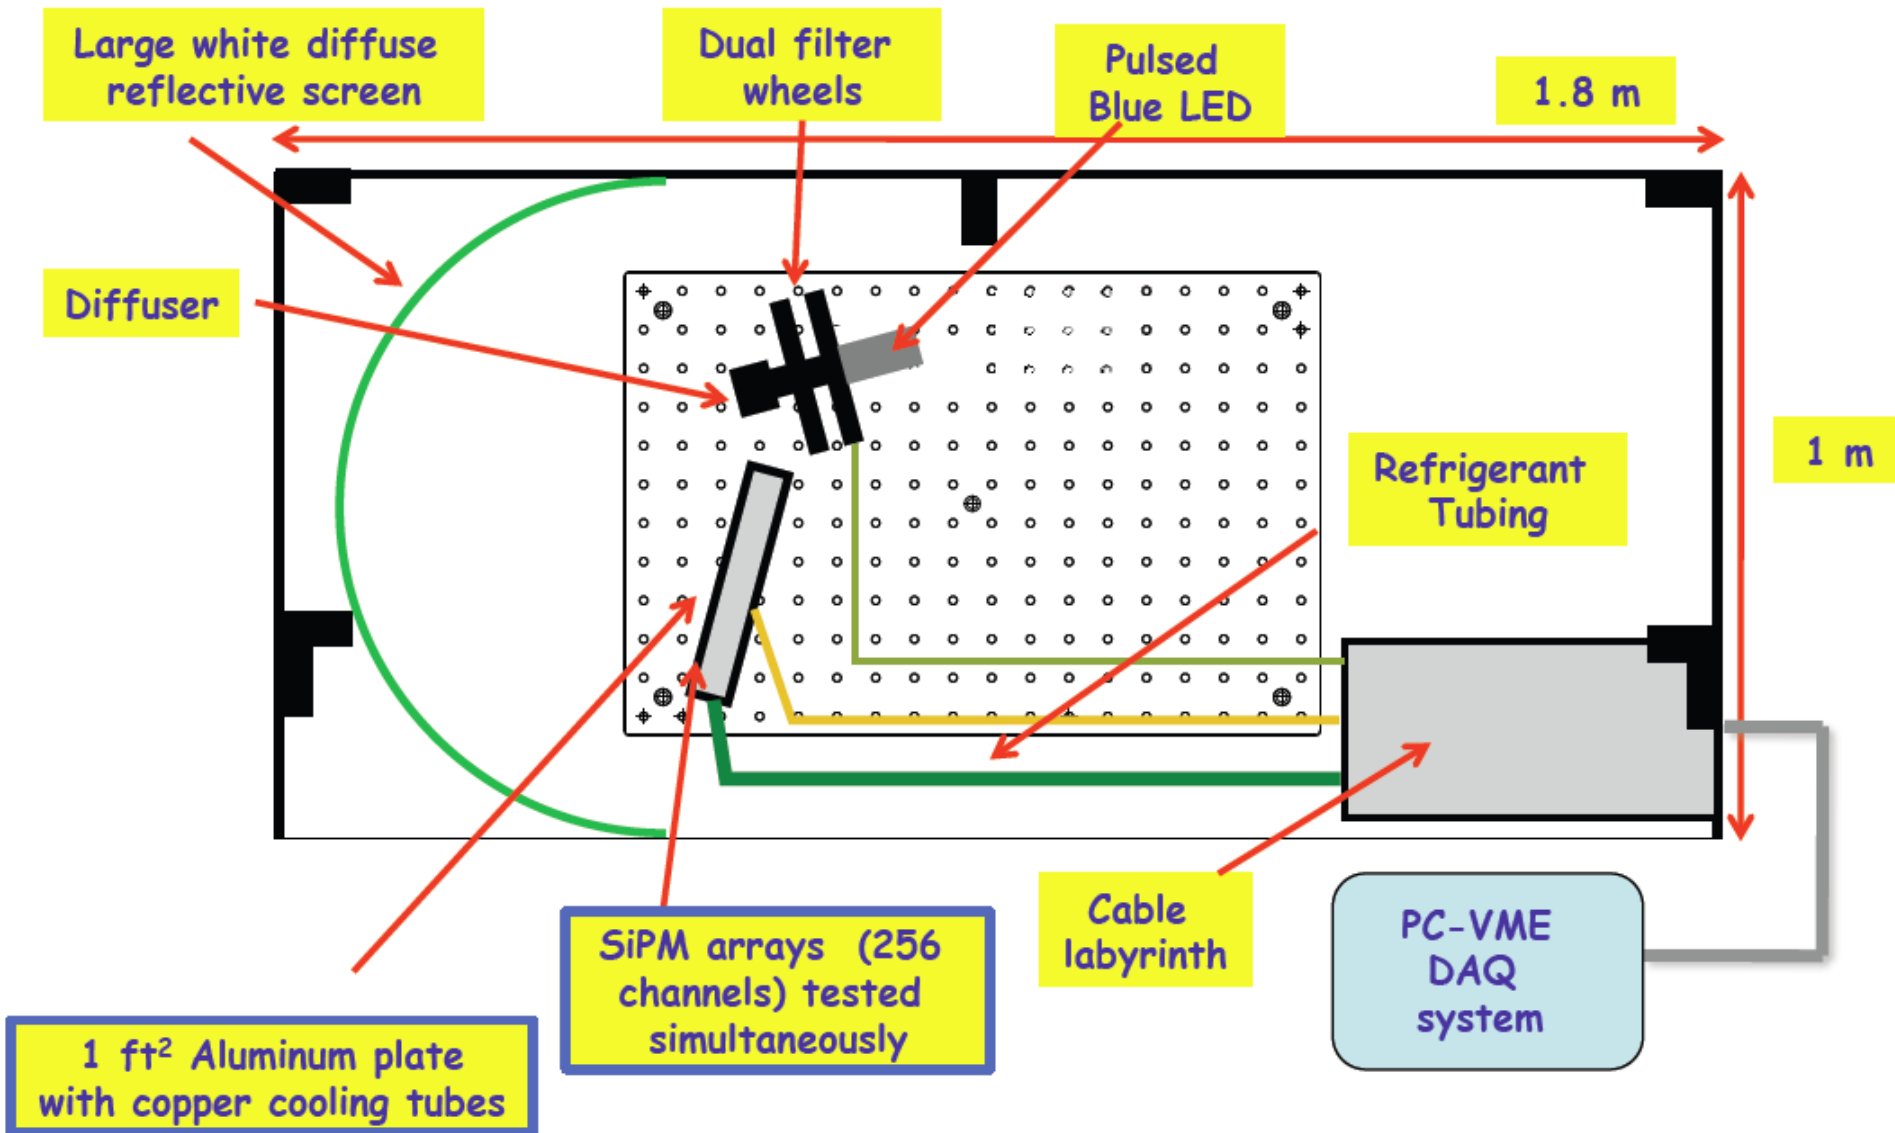 Large white diffuse
reflective screen
Dual filter
wheels
Pulsed
Blue LED
1.8 m
Diffuser
1 m
Refrigerant
Tubing
Cable
labyrinth
PC-VME
DAQ
system
SiPM arrays (256
channels) tested
simultaneously
1 ft² Aluminum plate
with copper cooling tubes